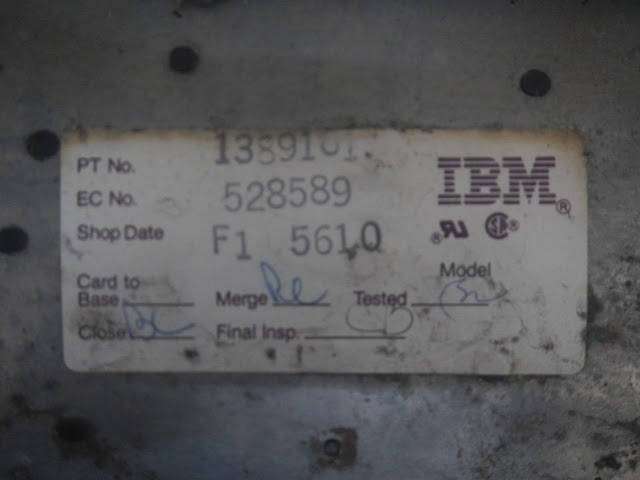 PT No. 1389161
IBM®
EC No. 528589
Shop Date F1 5610
Model
Card to
Base Merge Tested
Close Final Insp.